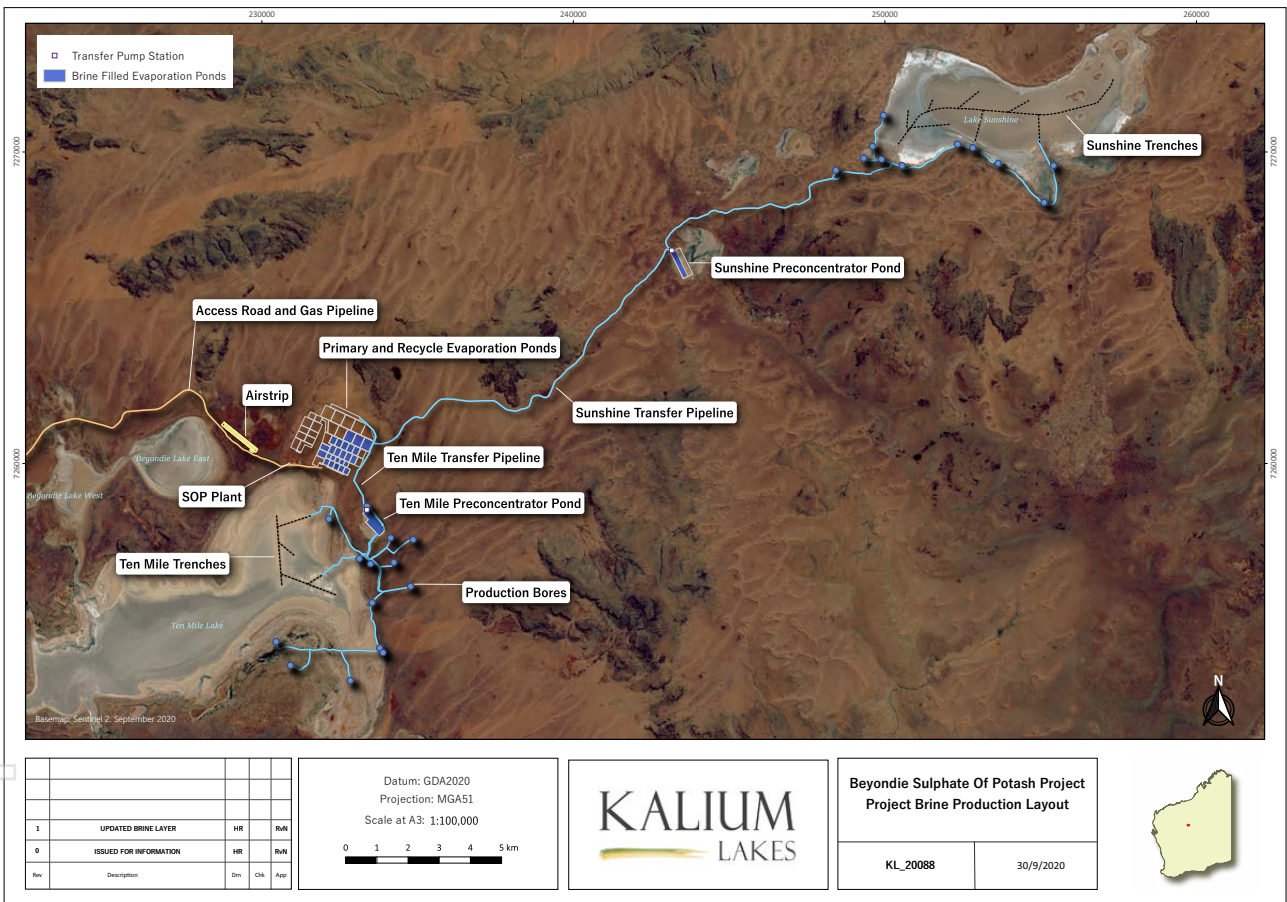 230000
240000
250000
260000
Transfer Pump Station
Brine Filled Evaporation Ponds
7270000
7270000
Lake Sunshine
Sunshine Trenches
Sunshine Preconcentrator Pond
Access Road and Gas Pipeline
Primary and Recycle Evaporation Ponds
Airstrip
Sunshine Transfer Pipeline
Beyondie Lake East
Ten Mile Transfer Pipeline
7260000
7260000
Beyondie Lake West
SOP Plant
Ten Mile Preconcentrator Pond
Ten Mile Trenches
Production Bores
Ten Mile Lake
N
Basemap: Sentinel 2, September 2020
1 UPDATED BRINE LAYER HR RvN
0 ISSUED FOR INFORMATION HR RvN
Rev Description Drn Chk App
Datum: GDA2020
Projection: MGA51
Scale at A3: 1:100,000
0 1 2 3 4 5 km
KALIUM
LAKES
Beyondie Sulphate Of Potash Project
Project Brine Production Layout
KL_20088
30/9/2020